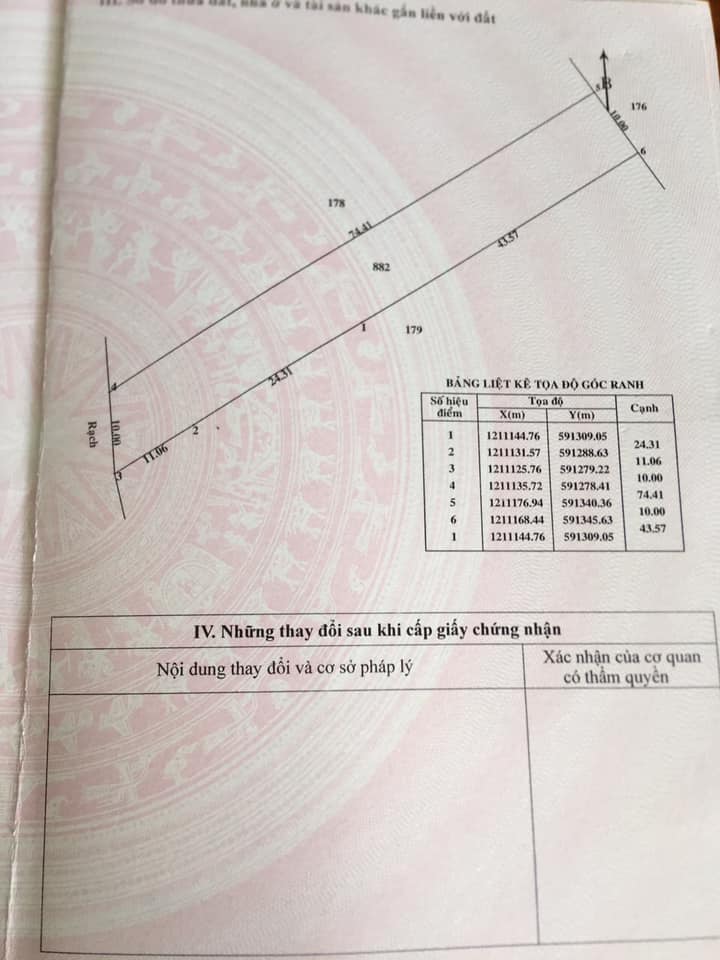 III. Sơ đồ thửa đất, nhà ở và tài sản khác gắn liền với đất
B
5
176
10.00
6
178
74.41
43.57
882
1
179
24.31
4
Rạch
10.00
2
11.06
3
BẢNG LIỆT KÊ TỌA ĐỘ GÓC RANH
Số hiệu điểm Tọa độ Cạnh
X(m) Y(m)
1 1211144.76 591309.05
24.31
2 1211131.57 591288.63
11.06
3 1211125.76 591279.22
10.00
4 1211135.72 591278.41
74.41
5 1211176.94 591340.36
10.00
6 1211168.44 591345.63
43.57
1 1211144.76 591309.05
IV. Những thay đổi sau khi cấp giấy chứng nhận
Nội dung thay đổi và cơ sở pháp lý
Xác nhận của cơ quan
có thẩm quyền